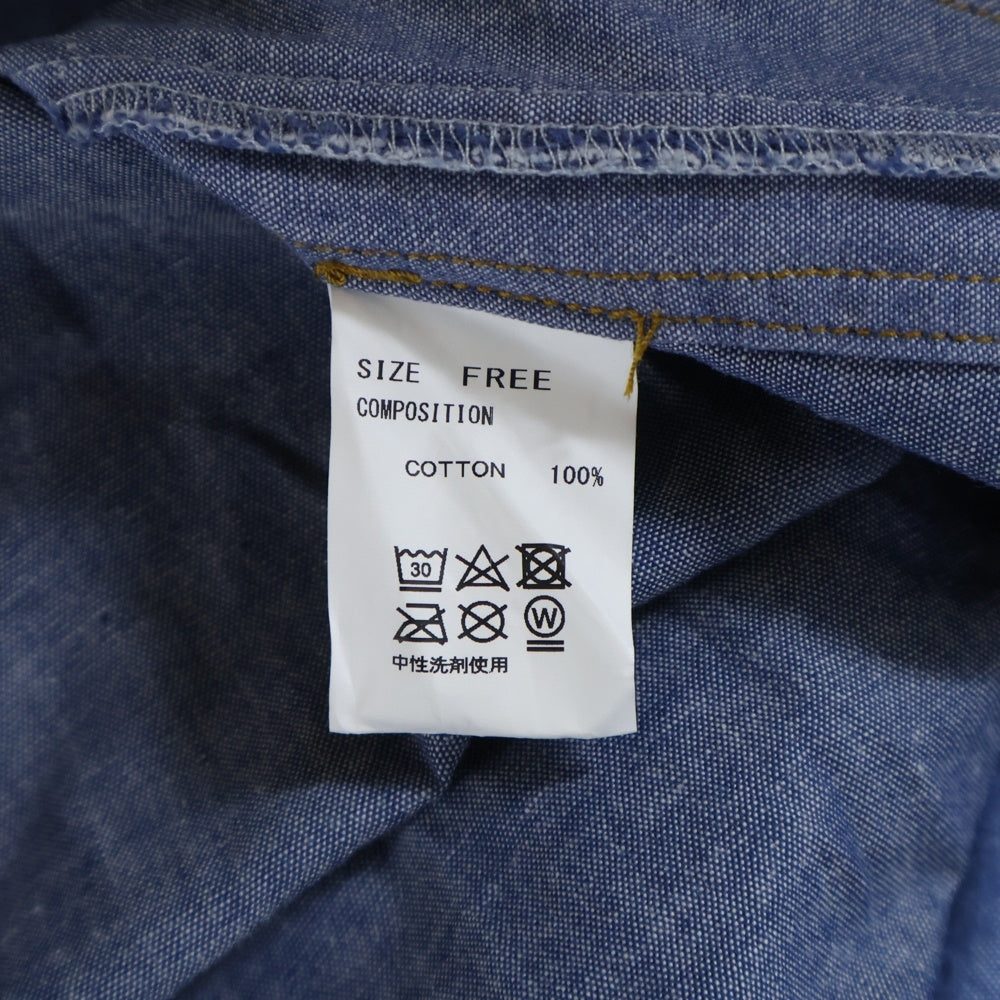 SIZE FREE
COMPOSITION
COTTON 100%
30
W
中性洗剤使用